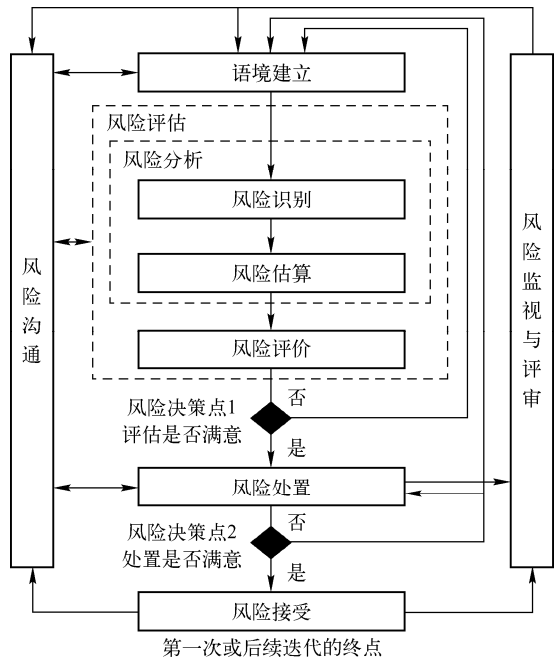 语境建立
风险评估
风险分析
风险识别
风险估算
风险评价
风险沟通
风险监视与评审
否
风险决策点1
评估是否满意
是
风险处置
否
风险决策点2
处置是否满意
是
风险接受
第一次或后续迭代的终点